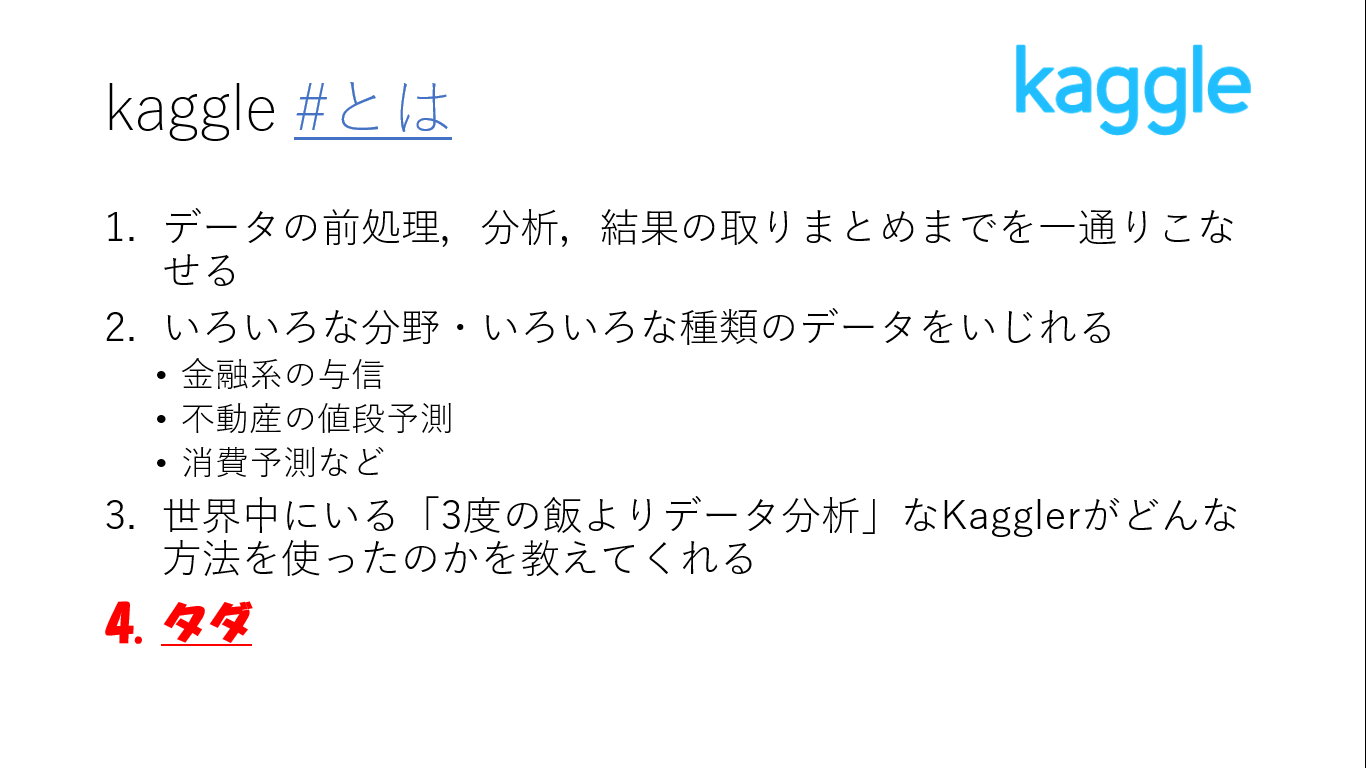 kaggle #とは
kaggle
1. データの前処理，分析，結果の取りまとめまでを一通りこな
せる
2. いろいろな分野・いろいろな種類のデータをいじれる
• 金融系の与信
• 不動産の値段予測
• 消費予測など
3. 世界中にいる「3度の飯よりデータ分析」なKagglerがどんな
方法を使ったのかを教えてくれる
4. タダ